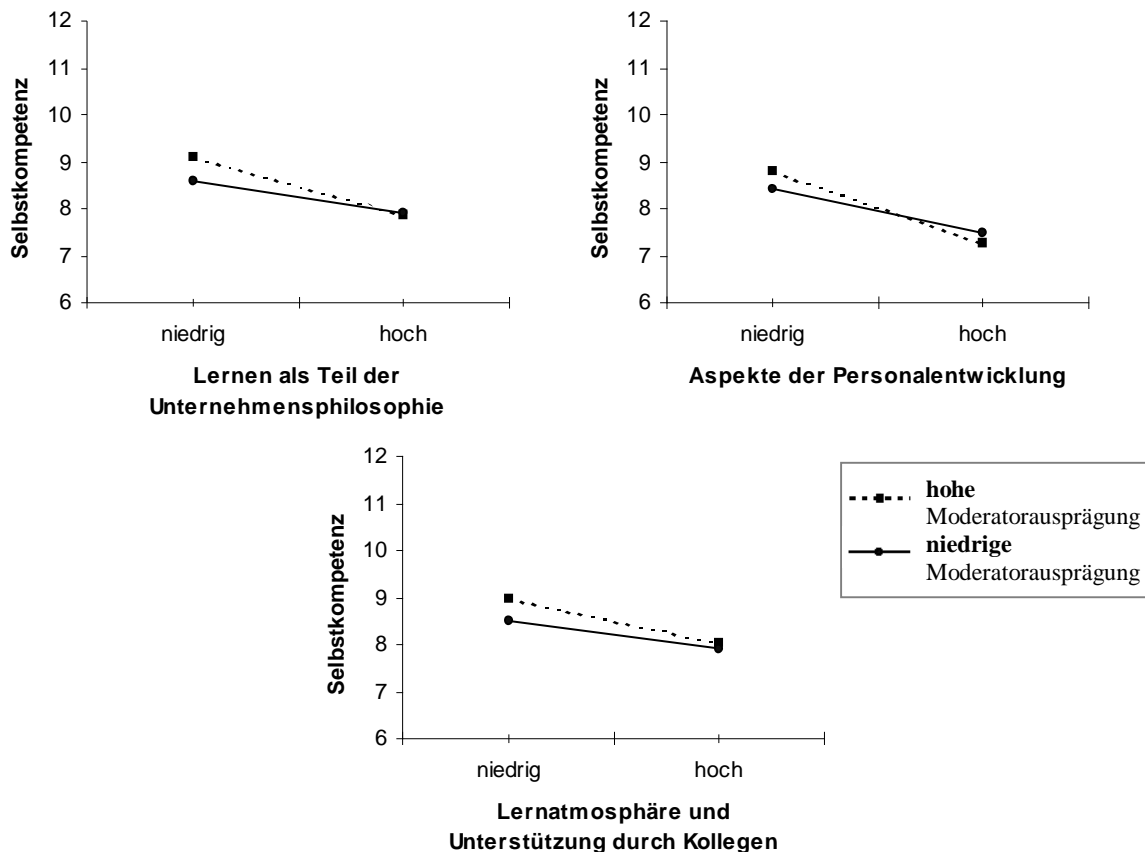 12
11
10
9
8
7
6
Selbstkompetenz
niedrig
hoch
Lernen als Teil der
Unternehmensphilosophie
12
11
10
9
8
7
6
Selbstkompetenz
niedrig
hoch
Aspekte der Personalentwicklung
12
11
10
9
8
7
6
Selbstkompetenz
niedrig
hoch
Lernatmosphäre und
Unterstützung durch Kollegen
hohe
Moderatorausprägung
niedrige
Moderatorausprägung